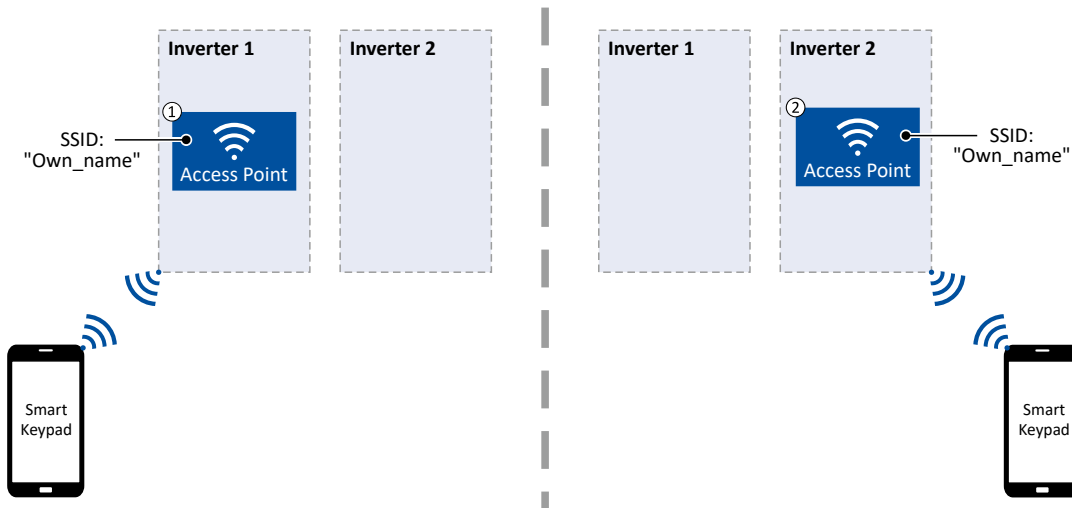 Inverter 1
Inverter 2
1
SSID:
"Own_name"
Access Point
Smart
Keypad
Inverter 1
Inverter 2
2
SSID:
"Own_name"
Access Point
Smart
Keypad